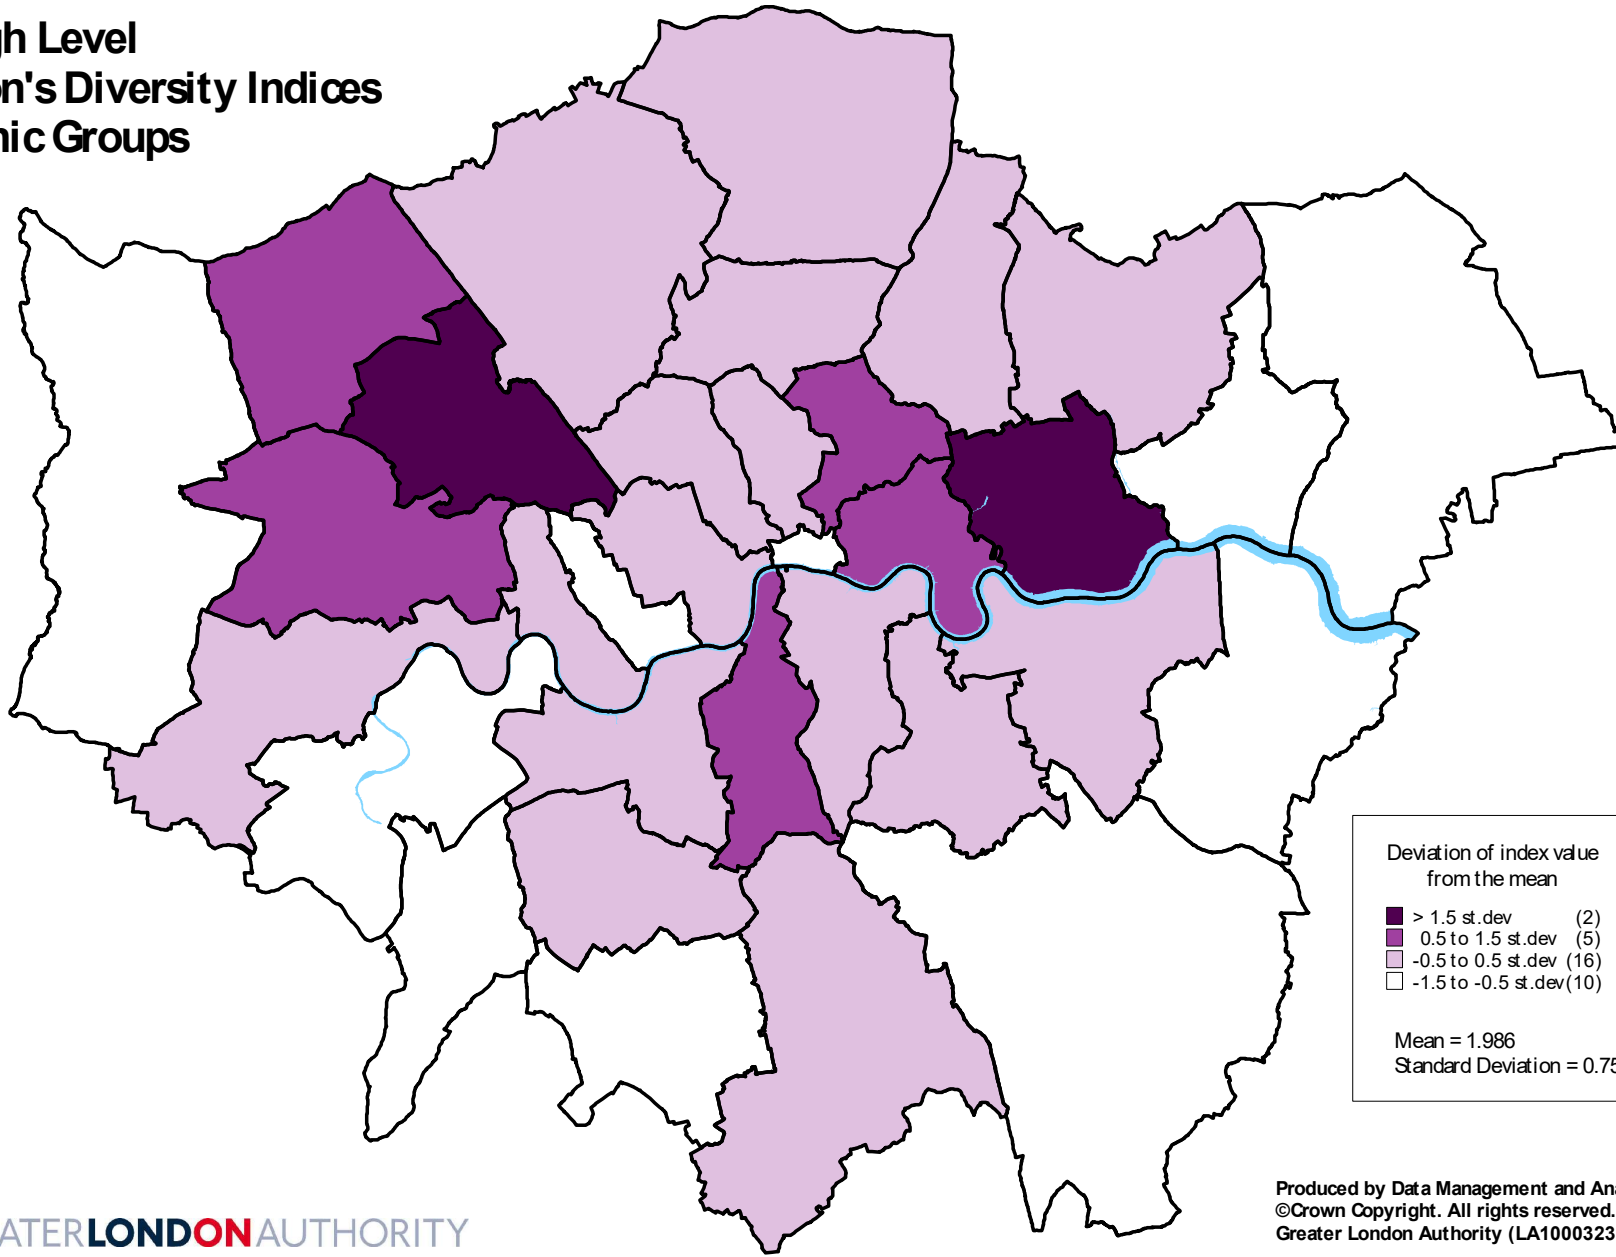 gh Level
on's Diversity Indices
nic Groups
Deviation of index value
from the mean
> 1.5 st.dev (2)
0.5 to 1.5 st.dev (5)
-0.5 to 0.5 st.dev (16)
-1.5 to -0.5 st.dev (10)
Mean = 1.986
Standard Deviation = 0.75
Produced by Data Management and Ana
©Crown Copyright. All rights reserved.
Greater London Authority (LA1000323
ATERLONDONAUTHORITY